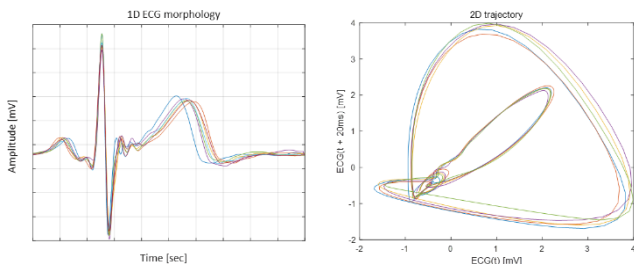 1D ECG morphology
Amplitude [mV]
Time [sec]
2D trajectory
ECG(t + 20ms) [mV]
4
3
2
1
0
-1
-2
-2 -1 0 1 2 3 4
ECG(t) [mV]